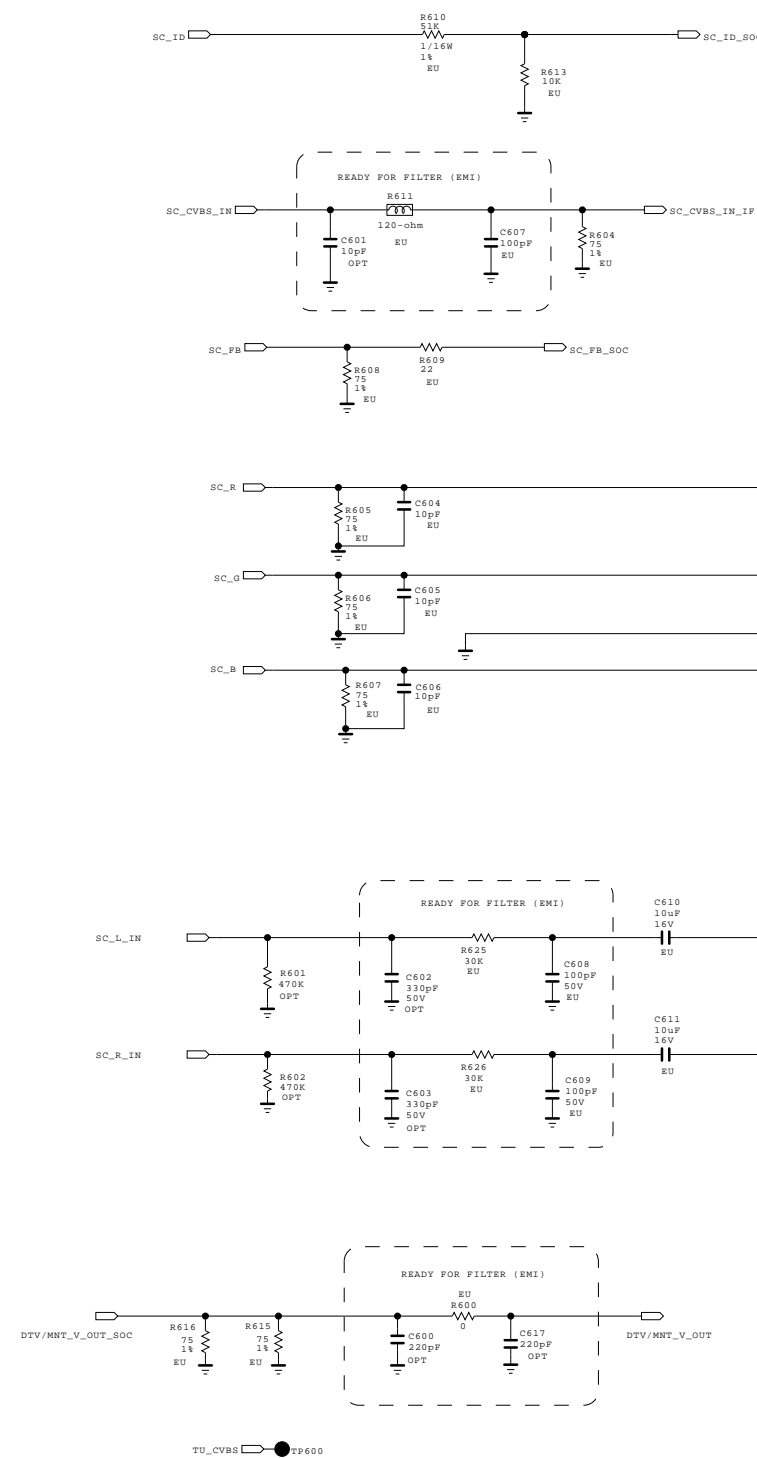 R610
51K
SC_ID
SC_ID_SOC
1/16W
1%
EU
R613
10K
EU
READY FOR FILTER (EMI)
R611
SC_CVBS_IN
SC_CVBS_IN_IF
120-ohm
EU
C601
10pF
OPT
C607
100pF
EU
R604
75
1%
EU
SC_FB
SC_FB_SOC
R609
22
EU
R608
75
1%
EU
SC_R
R605
75
1%
EU
C604
10pF
EU
SC_G
R606
75
1%
EU
C605
10pF
EU
SC_B
R607
75
1%
EU
C606
10pF
EU
READY FOR FILTER (EMI)
C610
10uF
16V
EU
SC_L_IN
R625
30K
EU
R601
470K
OPT
C602
330pF
50V
OPT
C608
100pF
50V
EU
C611
10uF
16V
EU
SC_R_IN
R626
30K
EU
R602
470K
OPT
C603
330pF
50V
OPT
C609
100pF
50V
EU
READY FOR FILTER (EMI)
EU
R600
0
DTV/MNT_V_OUT_SOC
R616
75
1%
EU
R615
75
1%
EU
C600
220pF
OPT
C617
220pF
OPT
DTV/MNT_V_OUT
TU_CVBS
TP600